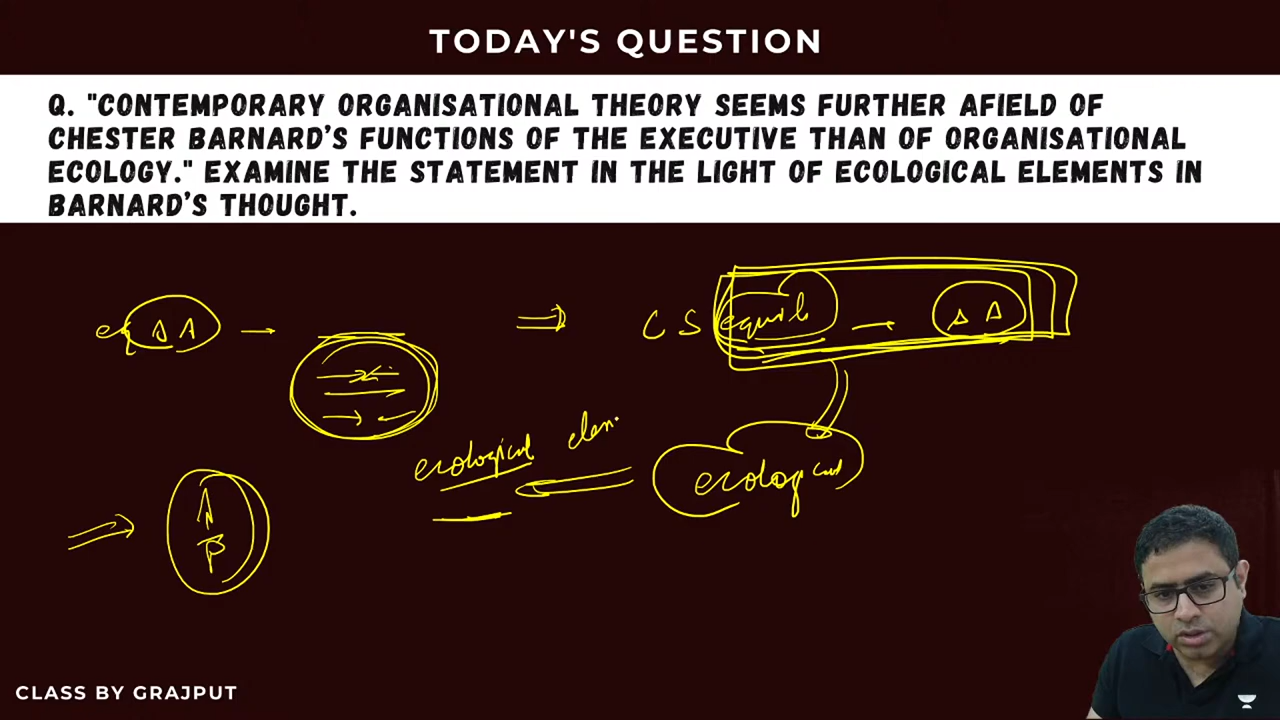 TODAY'S QUESTION
Q. "CONTEMPORARY ORGANISATIONAL THEORY SEEMS FURTHER AFIELD OF
CHESTER BARNARD'S FUNCTIONS OF THE EXECUTIVE THAN OF ORGANISATIONAL
ECOLOGY." EXAMINE THE STATEMENT IN THE LIGHT OF ECOLOGICAL ELEMENTS IN
BARNARD'S THOUGHT.
C S equilb
ecological elem
ecological
CLASS BY GRAJPUT